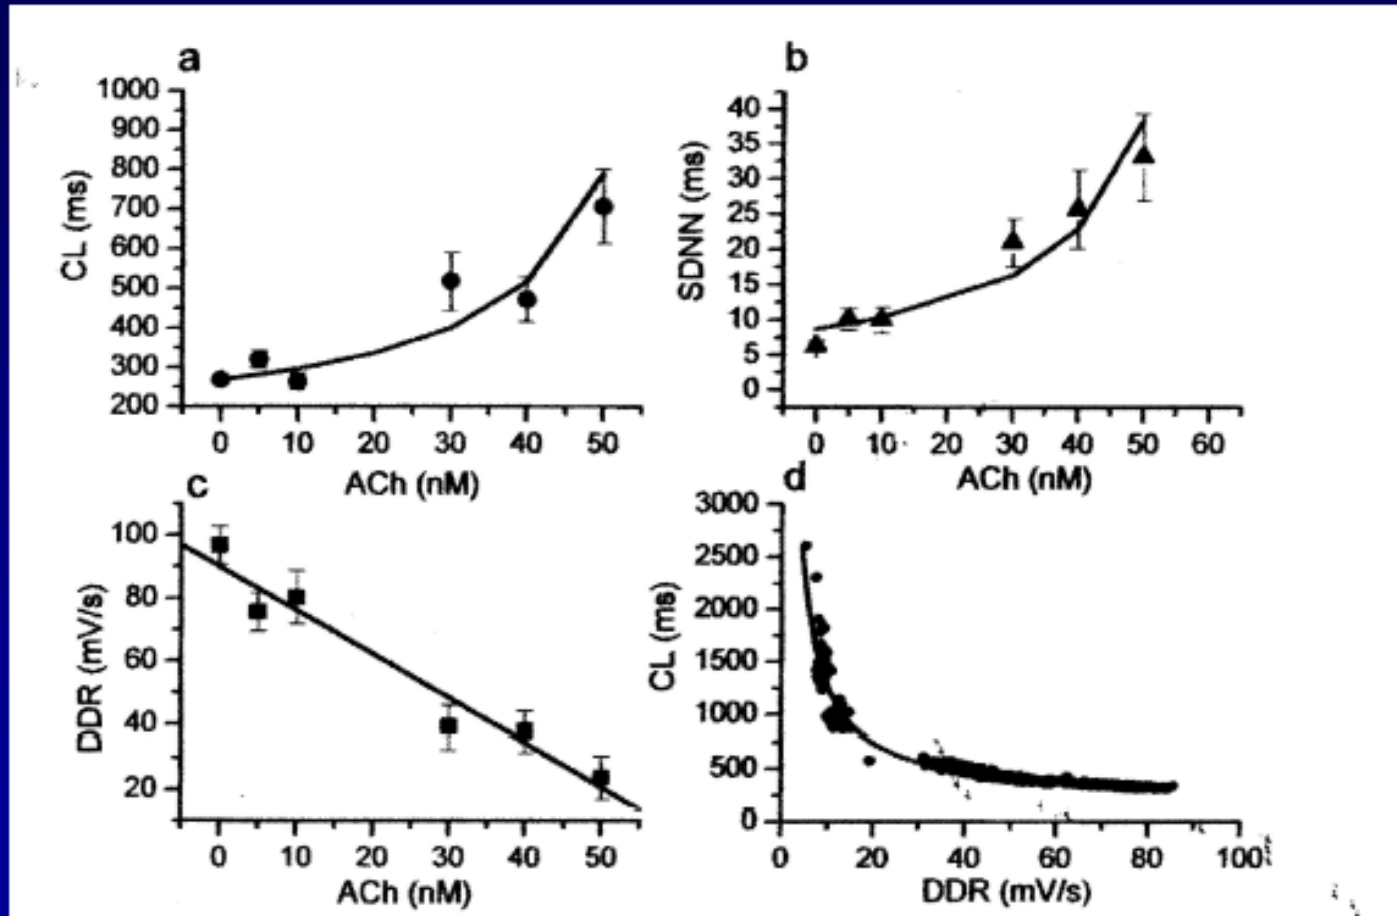 a
1000
900
800
700
600
500
400
300
200
CL (ms)
0 10 20 30 40 50
ACh (nM)
b
40
35
30
25
20
15
10
5
0
SDNN (ms)
0 10 20 30 40 50 60
ACh (nM)
c
100
80
60
40
20
DDR (mV/s)
0 10 20 30 40 50
ACh (nM)
d
3000
2500
2000
1500
1000
500
0
CL (ms)
0 20 40 60 80 100
DDR (mV/s)